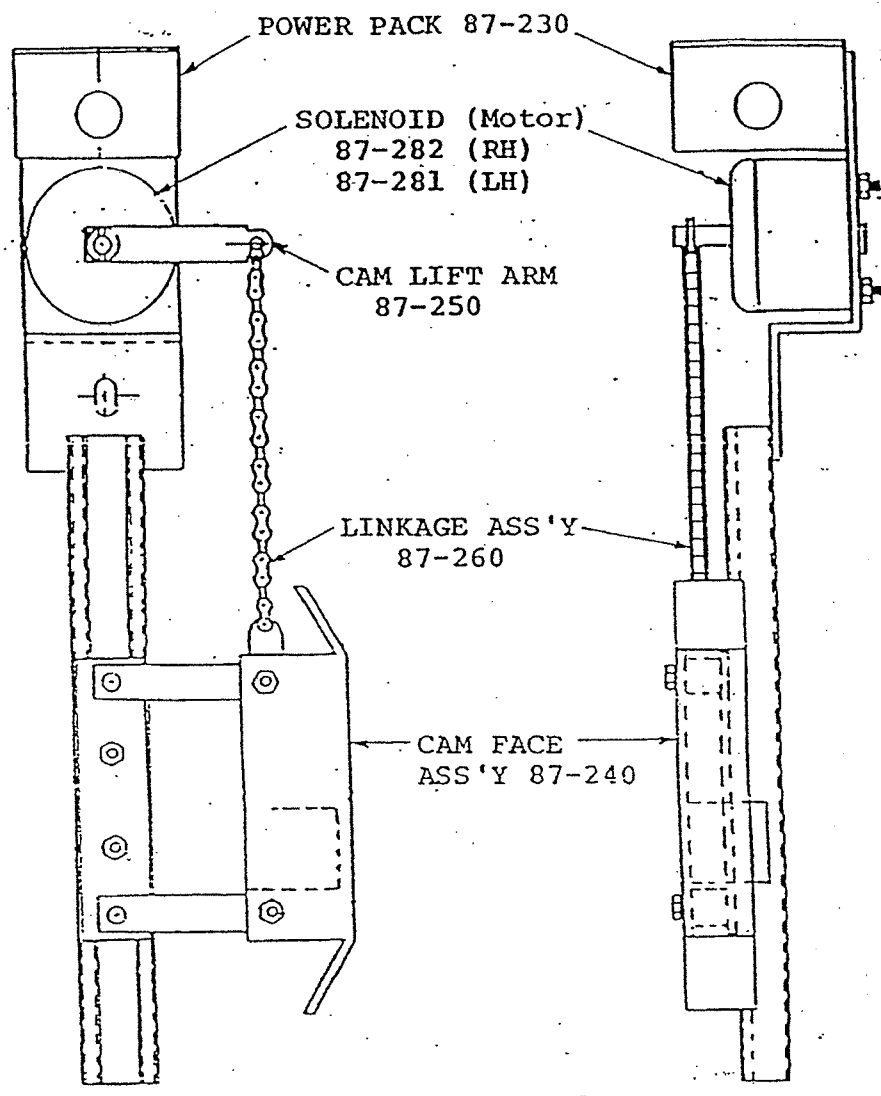 POWER PACK 87-230
SOLENOID (Motor)
87-282 (RH)
87-281 (LH)
CAM LIFT ARM
87-250
LINKAGE ASS'Y
87-260
CAM FACE
ASS'Y 87-240